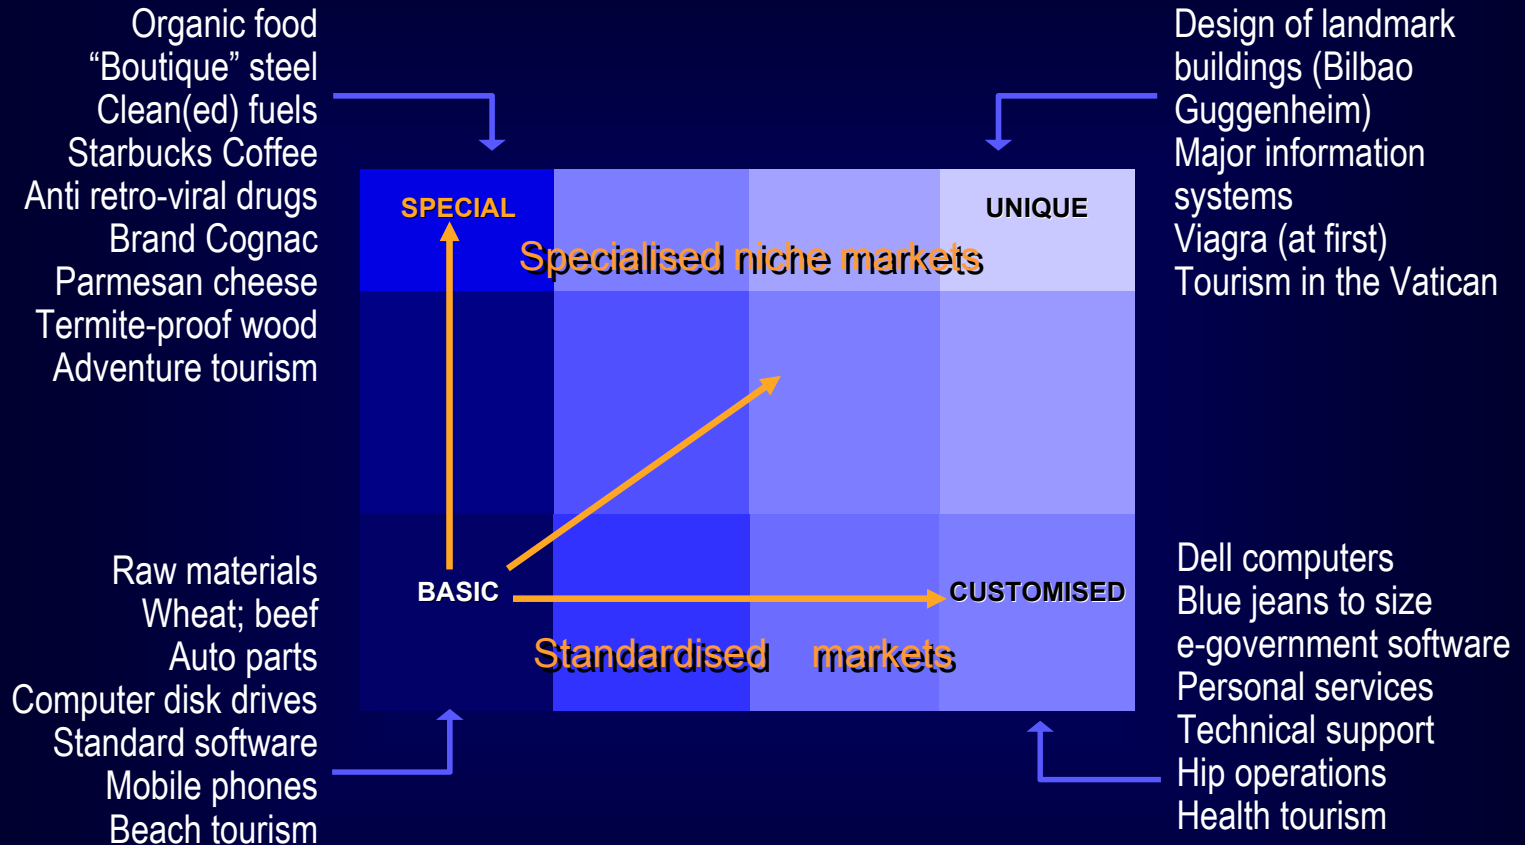 Organic food
“Boutique” steel
Clean(ed) fuels
Starbucks Coffee
Anti retro-viral drugs
Brand Cognac
Parmesan cheese
Termite-proof wood
Adventure tourism
Design of landmark
buildings (Bilbao
Guggenheim)
Major information
systems
Viagra (at first)
Tourism in the Vatican
SPECIAL
UNIQUE
Specialised niche markets
BASIC
CUSTOMISED
Standardised markets
Raw materials
Wheat; beef
Auto parts
Computer disk drives
Standard software
Mobile phones
Beach tourism
Dell computers
Blue jeans to size
e-government software
Personal services
Technical support
Hip operations
Health tourism